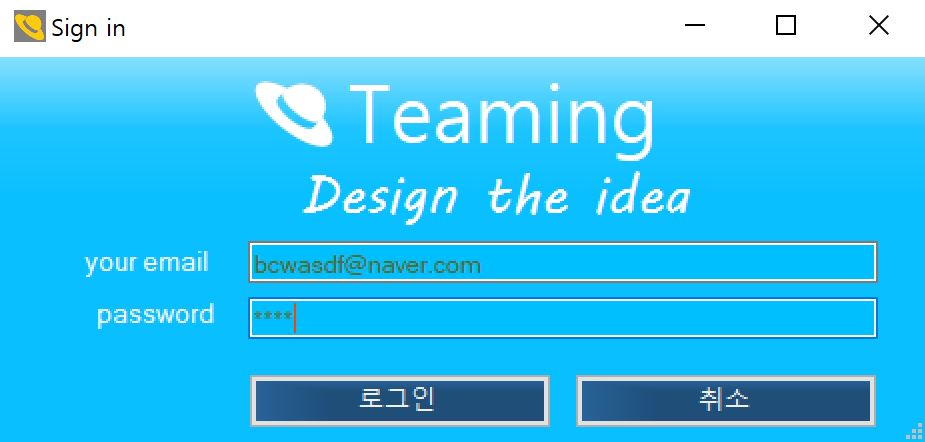 Sign in
Teaming
Design the idea
your email bcwasdf@naver.com
password ****
로그인 취소